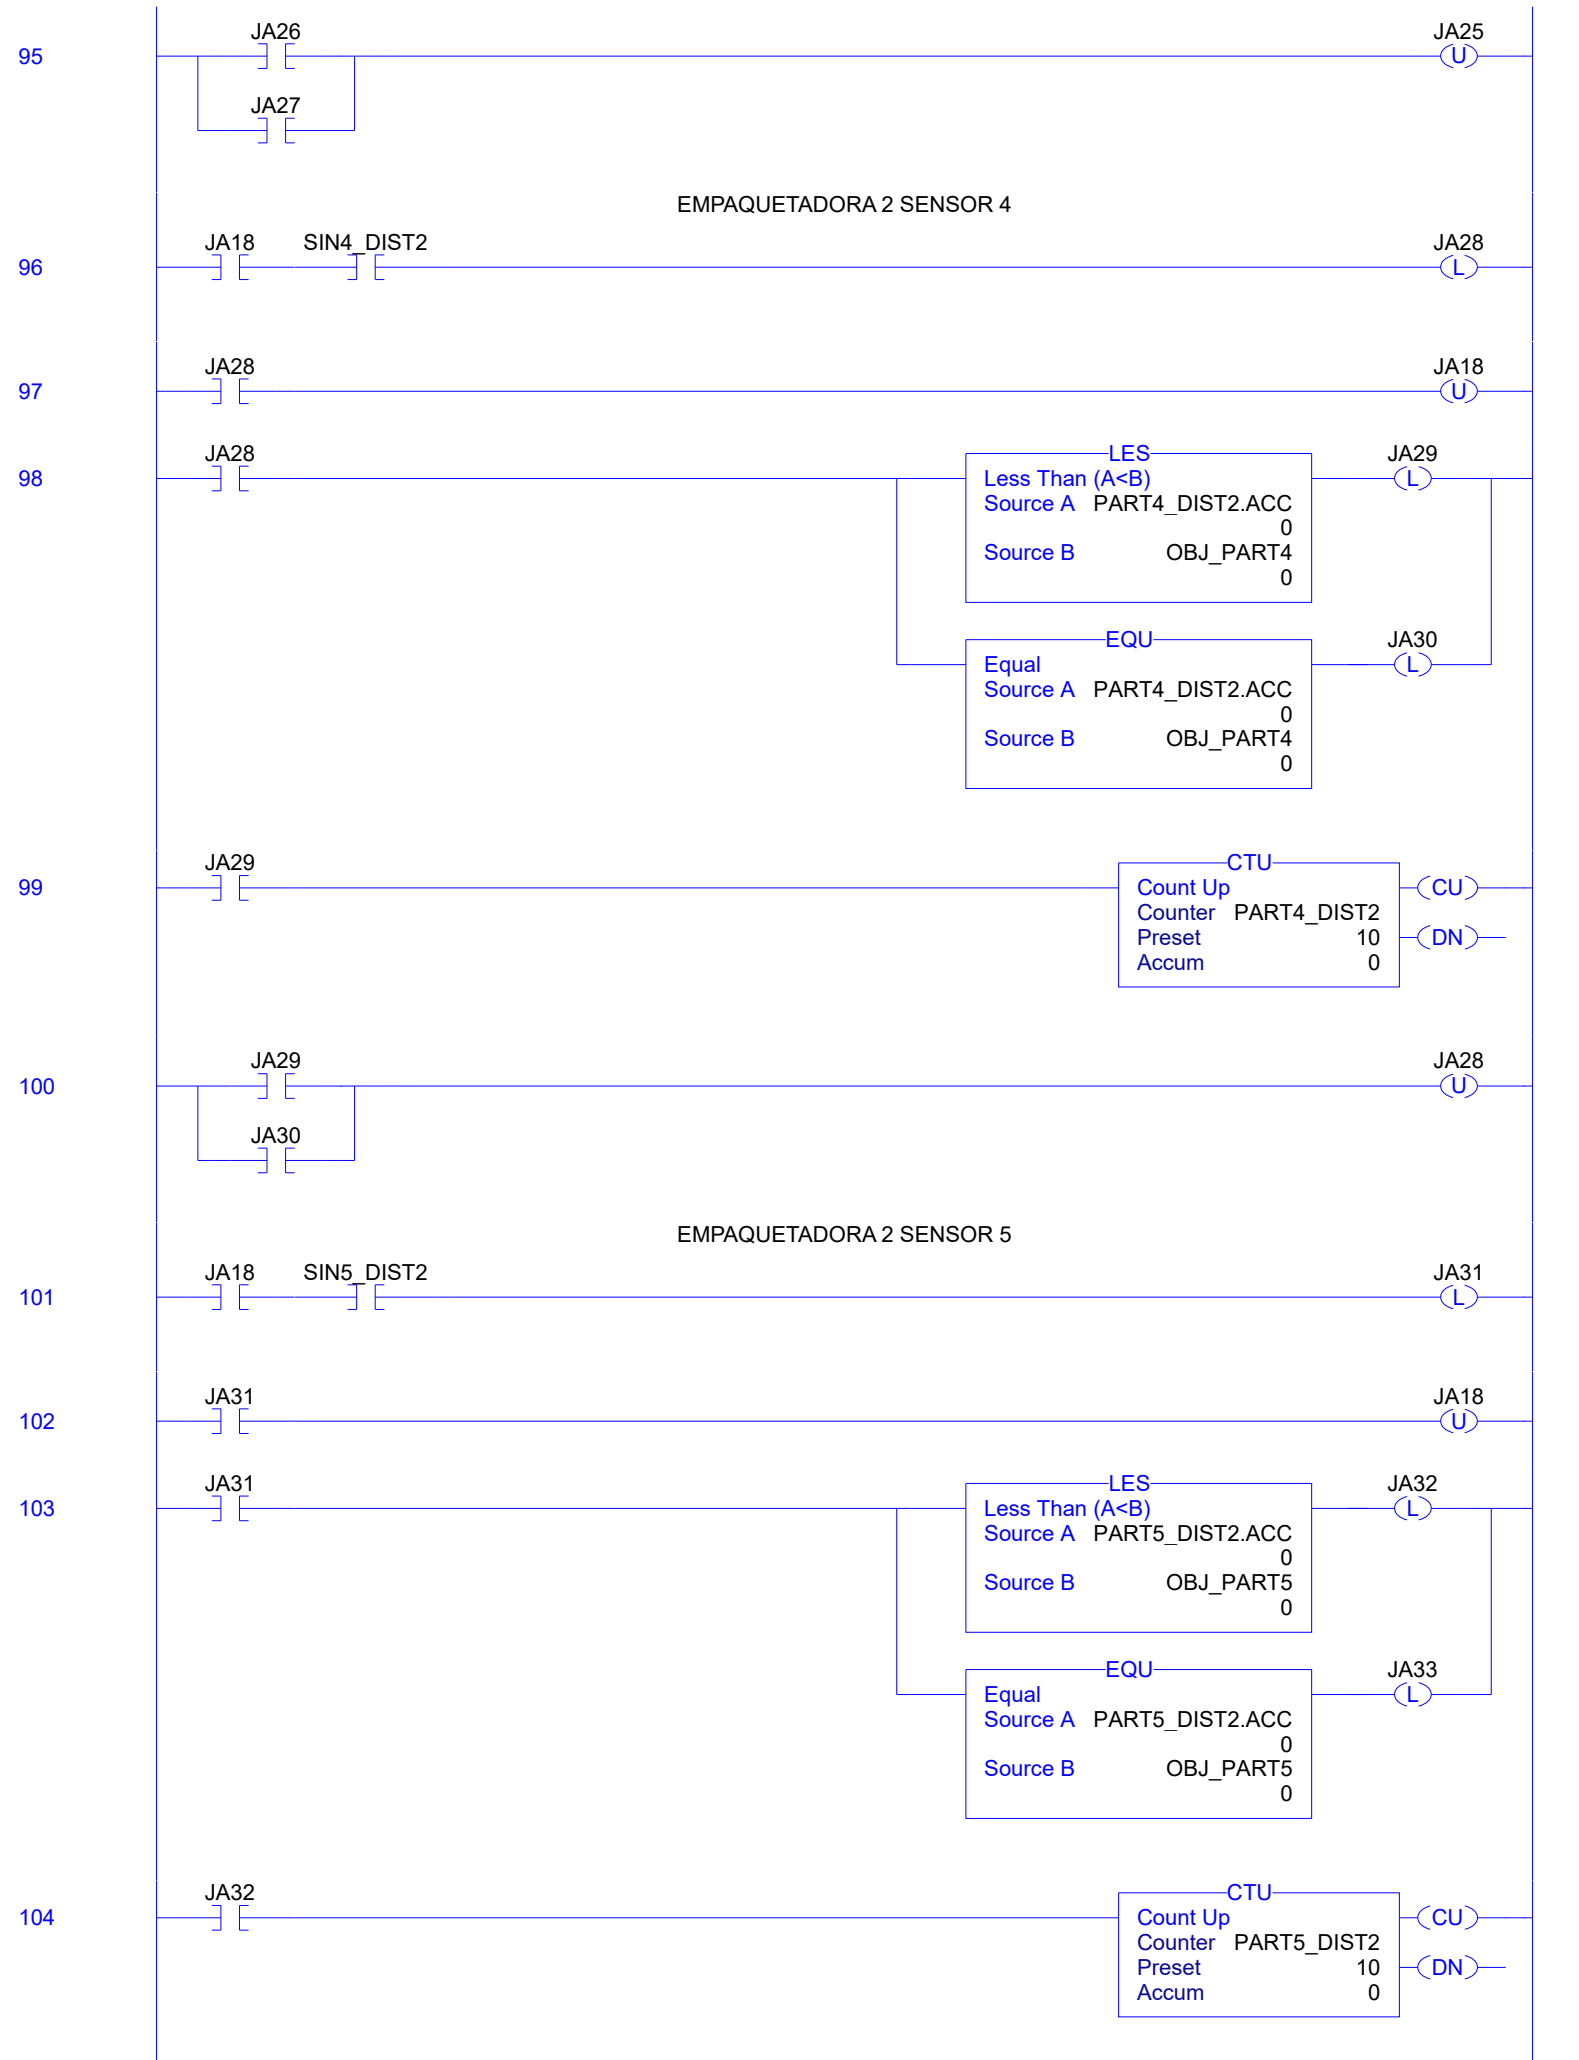 JA26
JA25
95
U
JA27
EMPAQUETADORA 2 SENSOR 4
JA18 SIN4_DIST2
JA28
96
L
JA28
JA18
97
U
JA28
LES
JA29
98
Less Than (A<B)
L
Source A PART4_DIST2.ACC
0
Source B OBJ_PART4
0
EQU
JA30
Equal
L
Source A PART4_DIST2.ACC
0
Source B OBJ_PART4
0
JA29
CTU
99
Count Up
CU
Counter PART4_DIST2
Preset 10
DN
Accum 0
JA29
JA28
100
U
JA30
EMPAQUETADORA 2 SENSOR 5
JA18 SIN5_DIST2
JA31
101
L
JA31
JA18
102
U
JA31
LES
JA32
103
Less Than (A<B)
L
Source A PART5_DIST2.ACC
0
Source B OBJ_PART5
0
EQU
JA33
Equal
L
Source A PART5_DIST2.ACC
0
Source B OBJ_PART5
0
JA32
CTU
104
Count Up
CU
Counter PART5_DIST2
Preset 10
DN
Accum 0